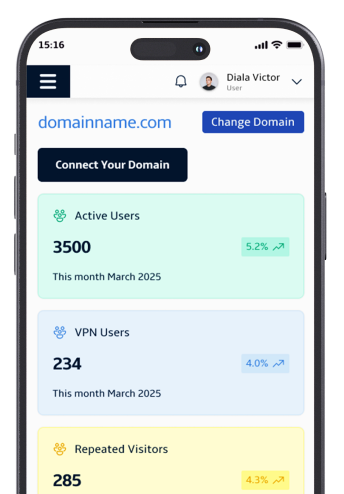 15:16
Diala Victor
User
domainname.com
Change Domain
Connect Your Domain
Active Users
3500
5.2%
This month March 2025
VPN Users
234
4.0%
This month March 2025
Repeated Visitors
285
4.3%